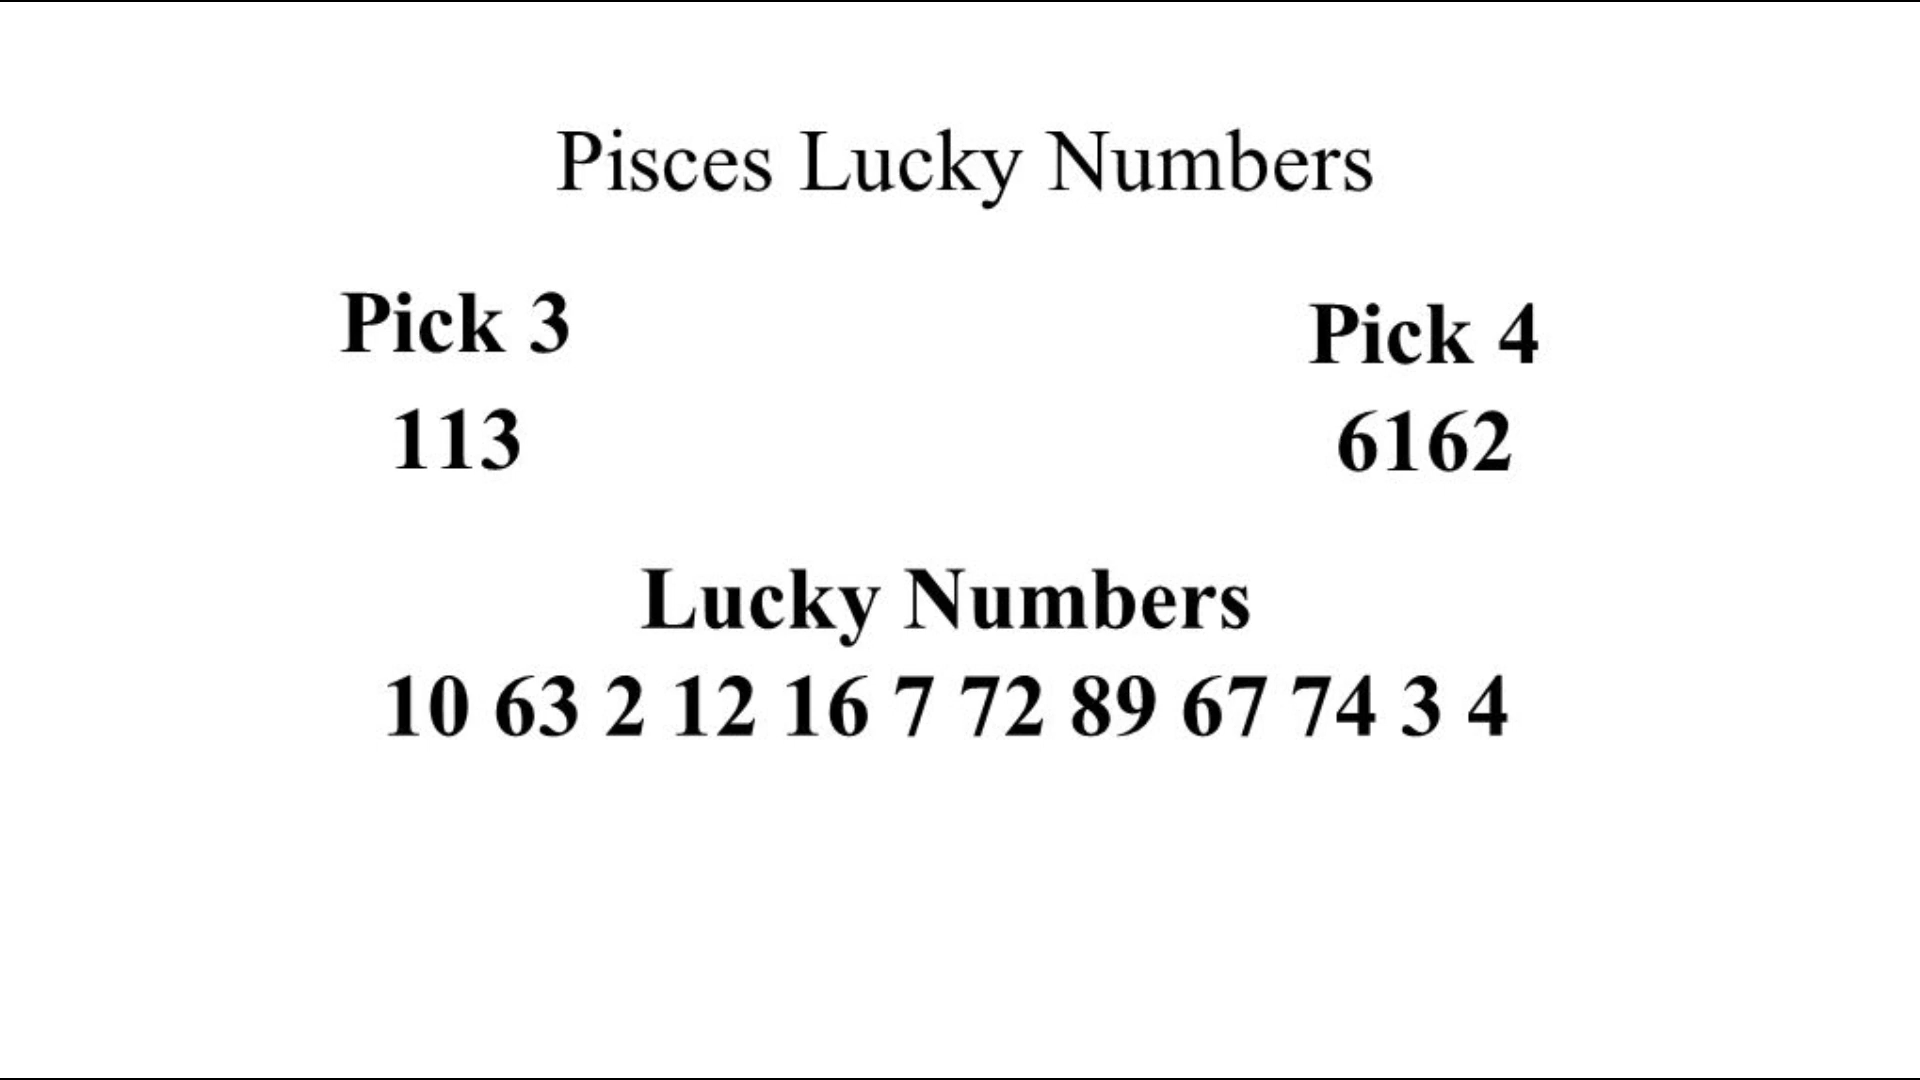 Pisces Lucky Numbers
Pick 3
113
Pick 4
6162
Lucky Numbers
10 63 2 12 16 7 72 89 67 74 3 4